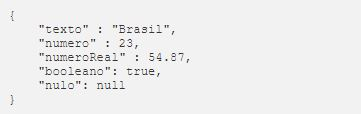 {
"texto" : "Brasil",
"numero" : 23,
"numeroReal" : 54.87,
"booleano": true,
"nulo": null
}